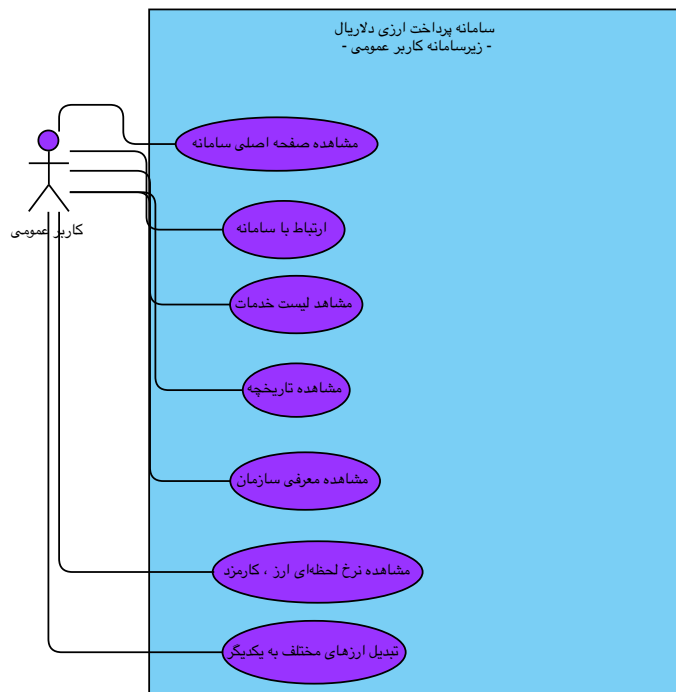 سامانه پرداخت ارزی دلاریال
- زیرسامانه کاربر عمومی -
مشاهده صفحه اصلی سامانه
ارتباط با سامانه
کاربر عمومی
مشاهد لیست خدمات
مشاهده تاریخچه
مشاهده معرفی سازمان
مشاهده نرخ لحظه‌ای ارز ، کارمزد
تبدیل ارزهای مختلف به یکدیگر